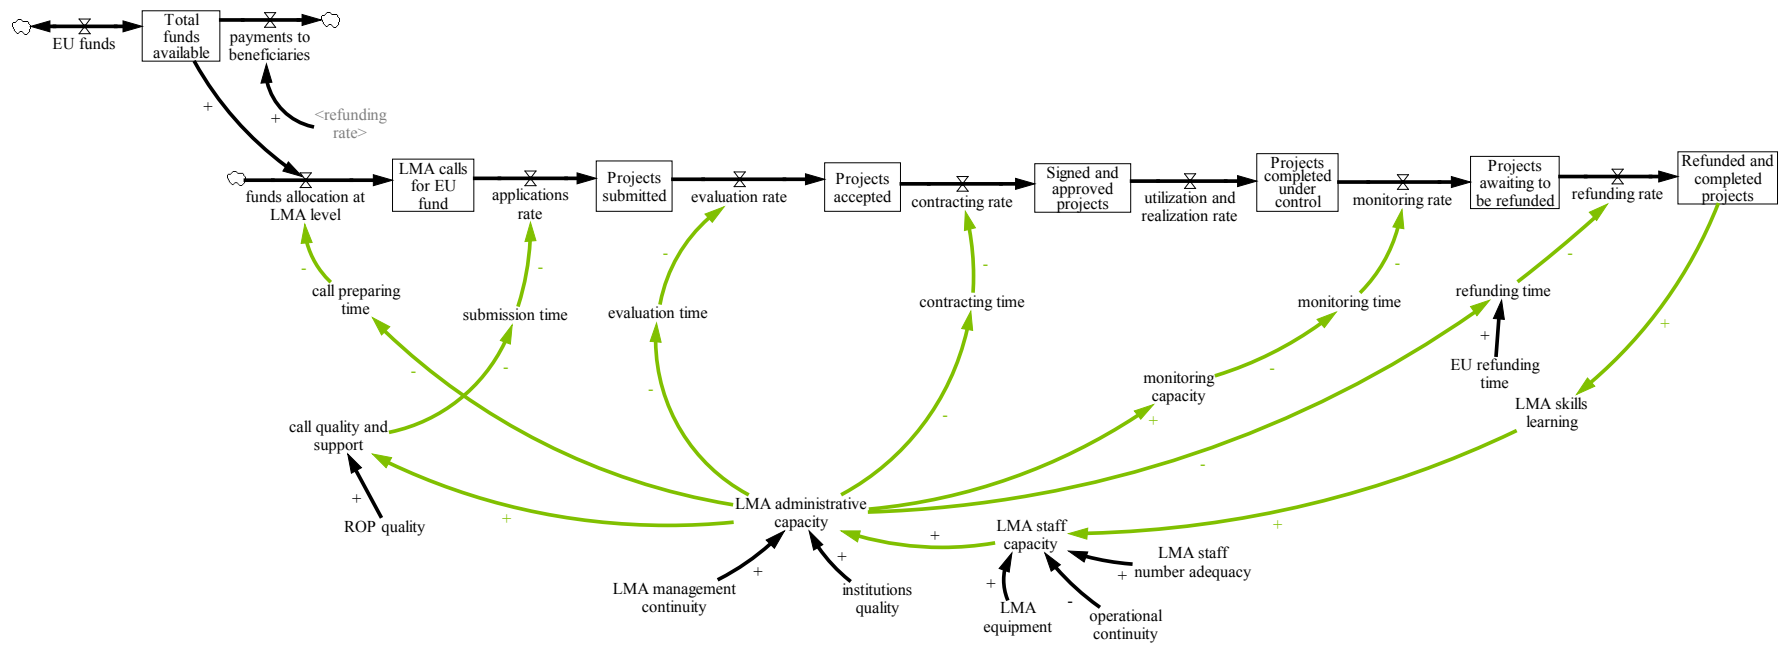 EU funds
Total
funds
available
payments to
beneficiaries
+
+
<refunding
rate>
funds allocation at
LMA level
LMA calls
for EU
fund
applications
rate
Projects
submitted
evaluation rate
Projects
accepted
contracting rate
Signed and
approved
projects
utilization and
realization rate
Projects
completed
under
control
monitoring rate
Projects
awaiting to
be refunded
refunding rate
Refunded and
completed
projects
-
-
-
-
-
-
call preparing
time
submission time
evaluation time
contracting time
monitoring time
refunding time
+
+
EU refunding
time
-
-
-
-
-
monitoring
capacity
+
LMA skills
learning
call quality and
support
-
+
ROP quality
+
LMA administrative
capacity
+
LMA staff
capacity
+
+
+
LMA management
continuity
institutions
quality
+
LMA
equipment
-
operational
continuity
+
LMA staff
number adequacy